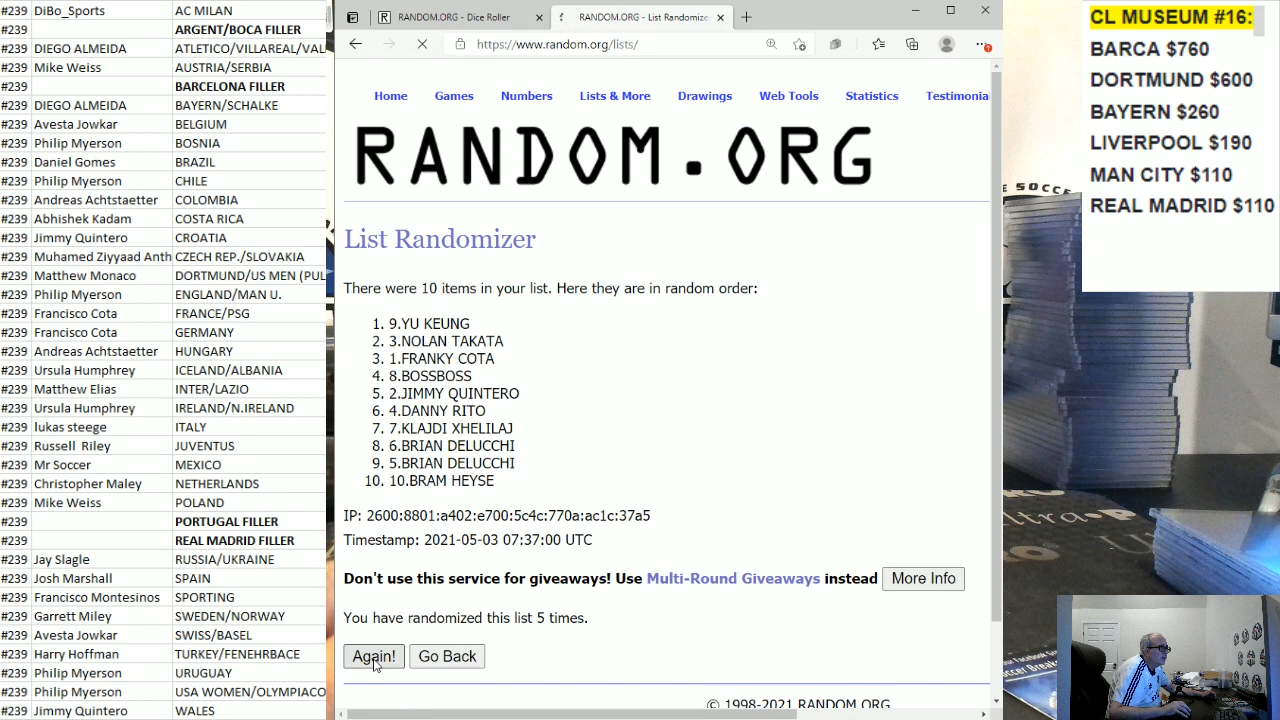 #239 DiBo_Sports AC MILAN
#239 ARGENT/BOCA FILLER
#239 DIEGO ALMEIDA ATLETICO/VILLAREAL/VAL
#239 Mike Weiss AUSTRIA/SERBIA
#239 BARCELONA FILLER
#239 DIEGO ALMEIDA BAYERN/SCHALKE
#239 Avesta Jowkar BELGIUM
#239 Philip Myerson BOSNIA
#239 Daniel Gomes BRAZIL
#239 Philip Myerson CHILE
#239 Andreas Achtstaetter COLOMBIA
#239 Abhishek Kadam COSTA RICA
#239 Jimmy Quintero CROATIA
#239 Muhamed Ziyyaad Anth CZECH REP./SLOVAKIA
#239 Matthew Monaco DORTMUND/US MEN (PUL
#239 Philip Myerson ENGLAND/MAN U.
#239 Francisco Cota FRANCE/PSG
#239 Francisco Cota GERMANY
#239 Andreas Achtstaetter HUNGARY
#239 Ursula Humphrey ICELAND/ALBANIA
#239 Matthew Elias INTER/LAZIO
#239 Ursula Humphrey IRELAND/N.IRELAND
#239 lukas steege ITALY
#239 Russell Riley JUVENTUS
#239 Mr Soccer MEXICO
#239 Christopher Maley NETHERLANDS
#239 Mike Weiss POLAND
#239 PORTUGAL FILLER
#239 REAL MADRID FILLER
#239 Jay Slagle RUSSIA/UKRAINE
#239 Josh Marshall SPAIN
#239 Francisco Montesinos SPORTING
#239 Garrett Miley SWEDEN/NORWAY
#239 Avesta Jowkar SWISS/BASEL
#239 Harry Hoffman TURKEY/FENEHRBACE
#239 Philip Myerson URUGUAY
#239 Philip Myerson USA WOMEN/OLYMPIACO
#239 Jimmy Quintero WALES
RANDOM.ORG - Dice Roller
RANDOM.ORG - List Randomize
https://www.random.org/lists/
Home Games Numbers Lists & More Drawings Web Tools Statistics Testimonia
RANDOM.ORG
List Randomizer
There were 10 items in your list. Here they are in random order:
1. 9.YU KEUNG
2. 3.NOLAN TAKATA
3. 1.FRANKY COTA
4. 8.BOSSBOSS
5. 2.JIMMY QUINTERO
6. 4.DANNY RITO
7. 7.KLAJDI XHELILAJ
8. 6.BRIAN DELUCCHI
9. 5.BRIAN DELUCCHI
10. 10.BRAM HEYSE
IP: 2600:8801:a402:e700:5c4c:770a:ac1c:37a5
Timestamp: 2021-05-03 07:37:00 UTC
Don't use this service for giveaways! Use Multi-Round Giveaways instead More Info
You have randomized this list 5 times.
Again! Go Back
© 1998-2021 RANDOM.ORG
CL MUSEUM #16:
BARCA $760
DORTMUND $600
BAYERN $260
LIVERPOOL $190
MAN CITY $110
REAL MADRID $110